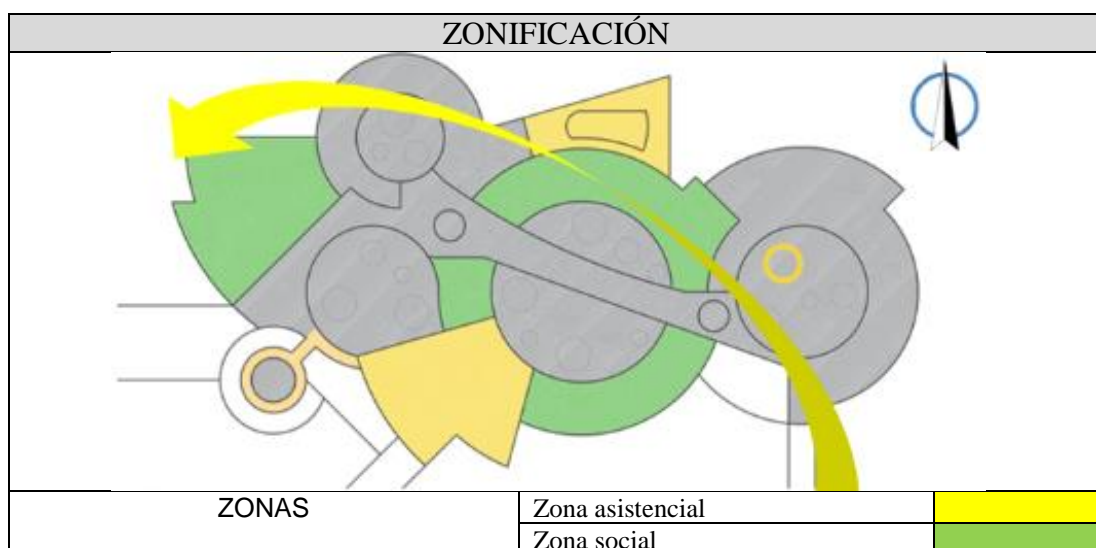 ZONIFICACIÓN
ZONAS
Zona asistencial
Zona social